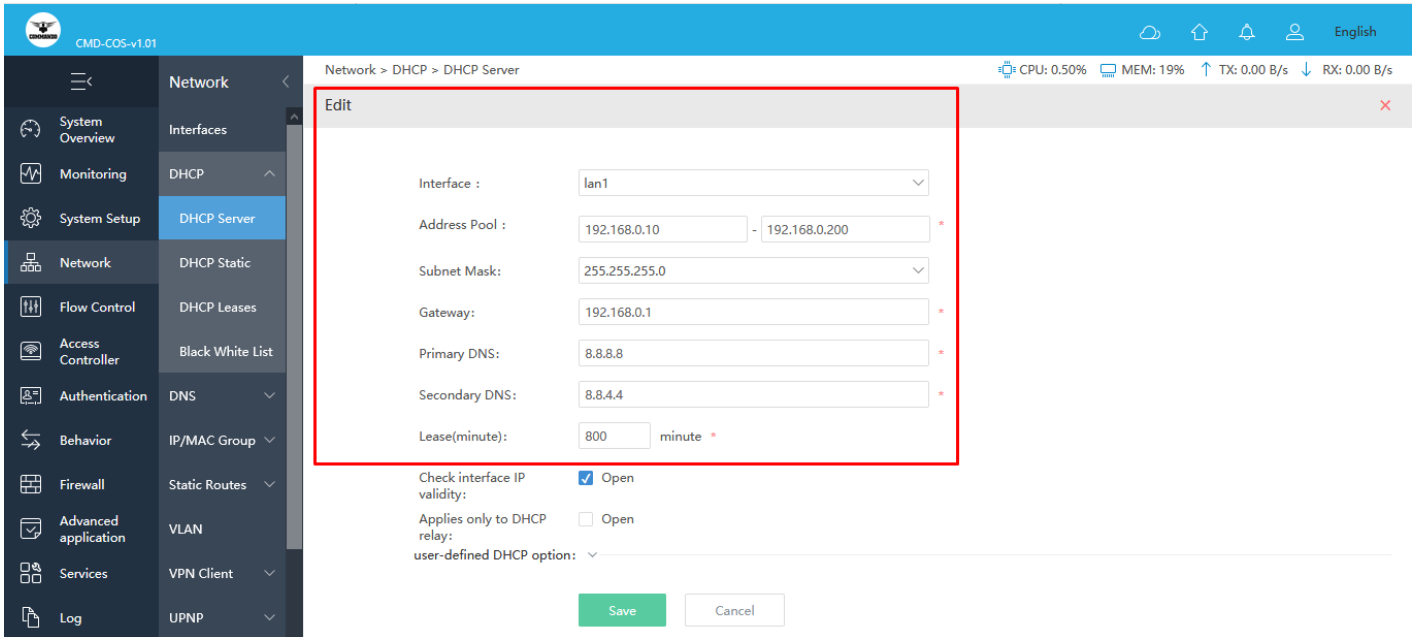 COMMANDO
CMD-COS-v1.01
English
Network
Network > DHCP > DHCP Server
CPU: 0.50% MEM: 19% TX: 0.00 B/s RX: 0.00 B/s
System Overview
Monitoring
System Setup
Network
Flow Control
Access Controller
Authentication
Behavior
Firewall
Advanced application
Services
Log
Interfaces
DHCP
DHCP Server
DHCP Static
DHCP Leases
Black White List
DNS
IP/MAC Group
Static Routes
VLAN
VPN Client
UPNP
Edit
Interface : lan1
Address Pool : 192.168.0.10 - 192.168.0.200 *
Subnet Mask: 255.255.255.0
Gateway: 192.168.0.1 *
Primary DNS: 8.8.8.8 *
Secondary DNS: 8.8.4.4 *
Lease(minute): 800 minute *
Check interface IP validity: Open
Applies only to DHCP relay: Open
user-defined DHCP option:
Save Cancel